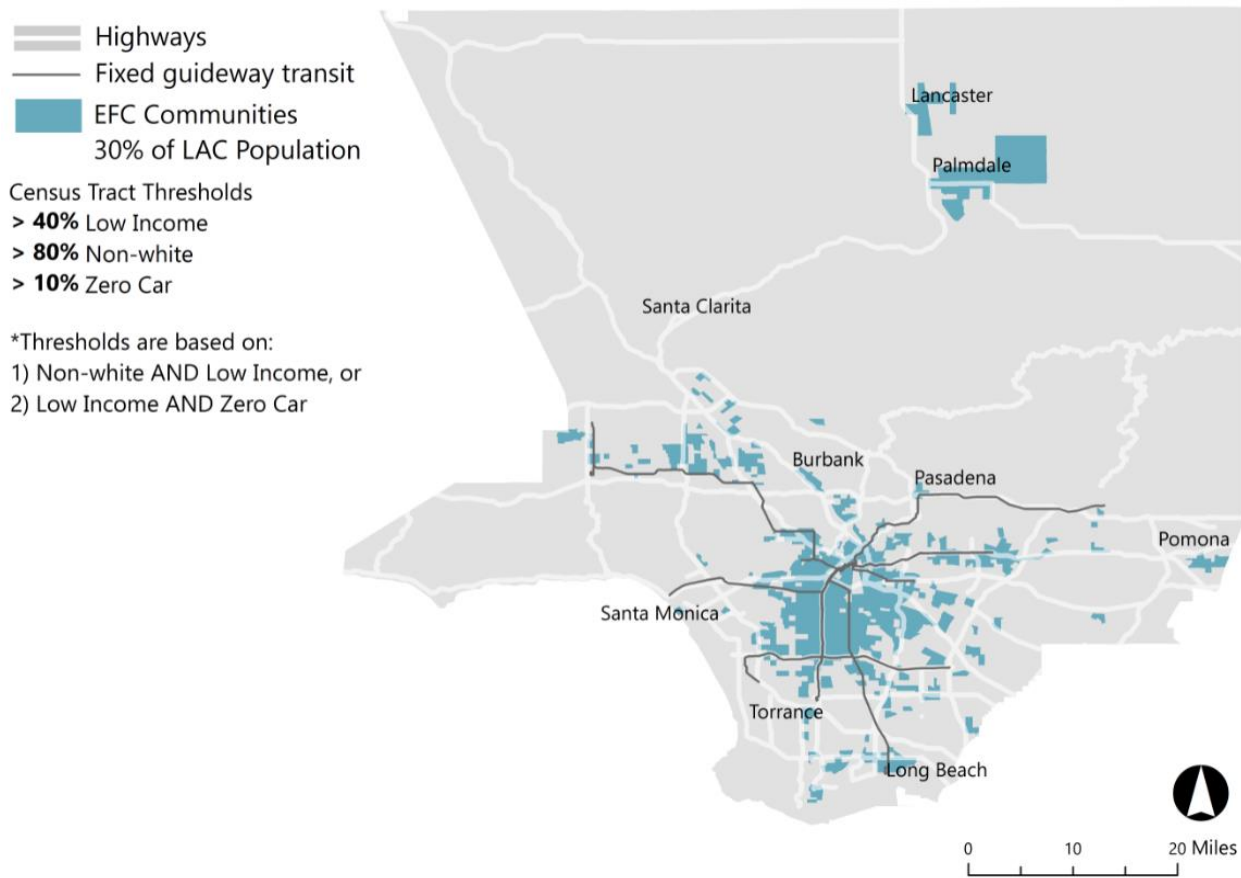 Highways
Fixed guideway transit
EFC Communities
30% of LAC Population
Census Tract Thresholds
> 40% Low Income
> 80% Non-white
> 10% Zero Car
*Thresholds are based on:
1) Non-white AND Low Income, or
2) Low Income AND Zero Car
Lancaster
Palmdale
Santa Clarita
Burbank
Pasadena
Pomona
Santa Monica
Torrance
Long Beach
0 10 20 Miles